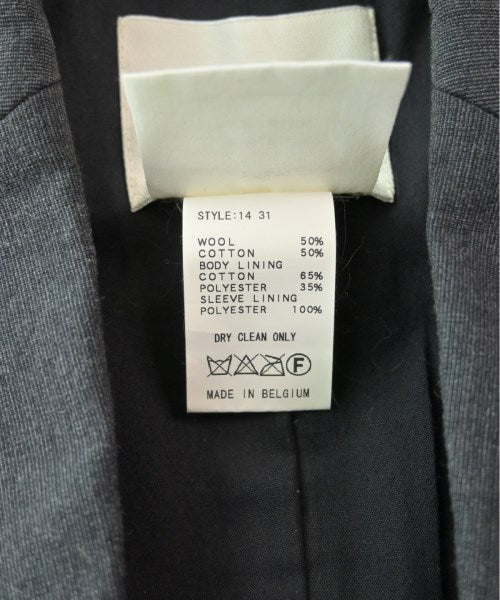 STYLE:14 31
WOOL 50%
COTTON 50%
BODY LINING
COTTON 65%
POLYESTER 35%
SLEEVE LINING
POLYESTER 100%
DRY CLEAN ONLY
F
MADE IN BELGIUM